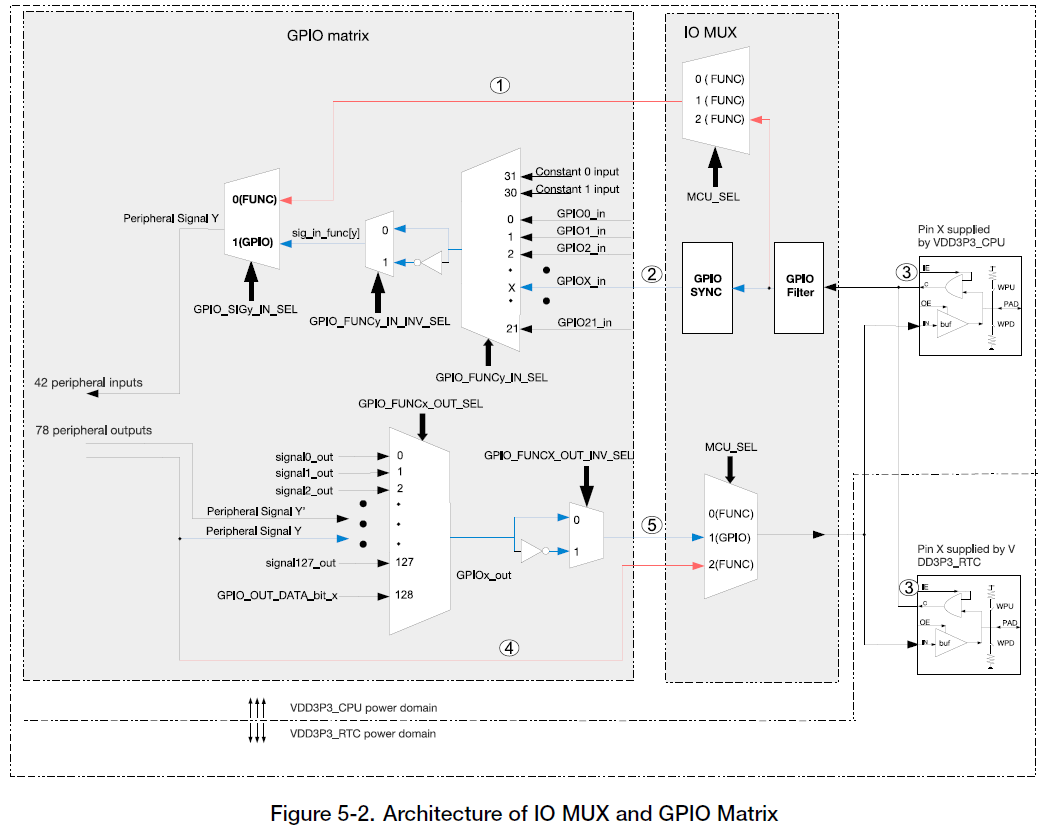 GPIO matrix
IO MUX
0 ( FUNC)
1 ( FUNC)
2 ( FUNC)
①
MCU_SEL
31
Constant 0 input
30
Constant 1 input
0
GPIO0_in
1
GPIO1_in
2
GPIO2_in
X
GPIOX_in
21
GPIO21_in
②
0(FUNC)
1(GPIO)
Peripheral Signal Y
sig_in_func[y]
0
1
GPIO_SIGy_IN_SEL
GPIO_FUNCy_IN_INV_SEL
GPIO_FUNCy_IN_SEL
GPIO
SYNC
GPIO
Filter
Pin X supplied
by VDD3P3_CPU
③
IE
C
OE
IN
buf
WPU
PAD
WPD
42 peripheral inputs
78 peripheral outputs
GPIO_FUNCx_OUT_SEL
signal0_out
0
signal1_out
1
signal2_out
2
Peripheral Signal Y'
Peripheral Signal Y
signal127_out
127
GPIO_OUT_DATA_bit_x
128
GPIOx_out
GPIO_FUNCX_OUT_INV_SEL
0
1
⑤
MCU_SEL
0(FUNC)
1(GPIO)
2(FUNC)
④
Pin X supplied by V
DD3P3_RTC
③
IE
C
OE
IN
buf
WPU
PAD
WPD
VDD3P3_CPU power domain
VDD3P3_RTC power domain
Figure 5-2. Architecture of IO MUX and GPIO Matrix